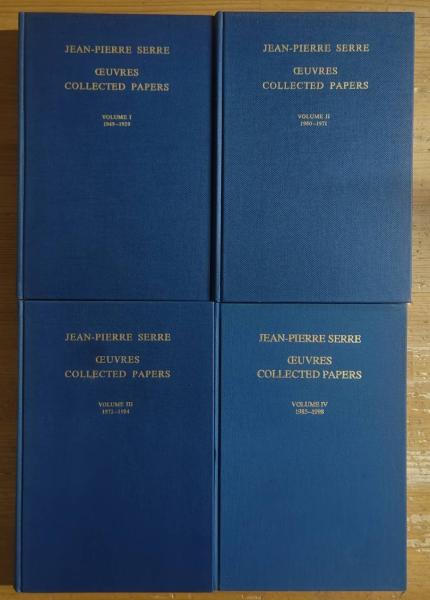 JEAN-PIERRE SERRE
ŒUVRES
COLLECTED PAPERS
VOLUME I
1949–1959
JEAN-PIERRE SERRE
ŒUVRES
COLLECTED PAPERS
VOLUME II
1960–1971
JEAN-PIERRE SERRE
ŒUVRES
COLLECTED PAPERS
VOLUME III
1972–1984
JEAN-PIERRE SERRE
ŒUVRES
COLLECTED PAPERS
VOLUME IV
1985–1998